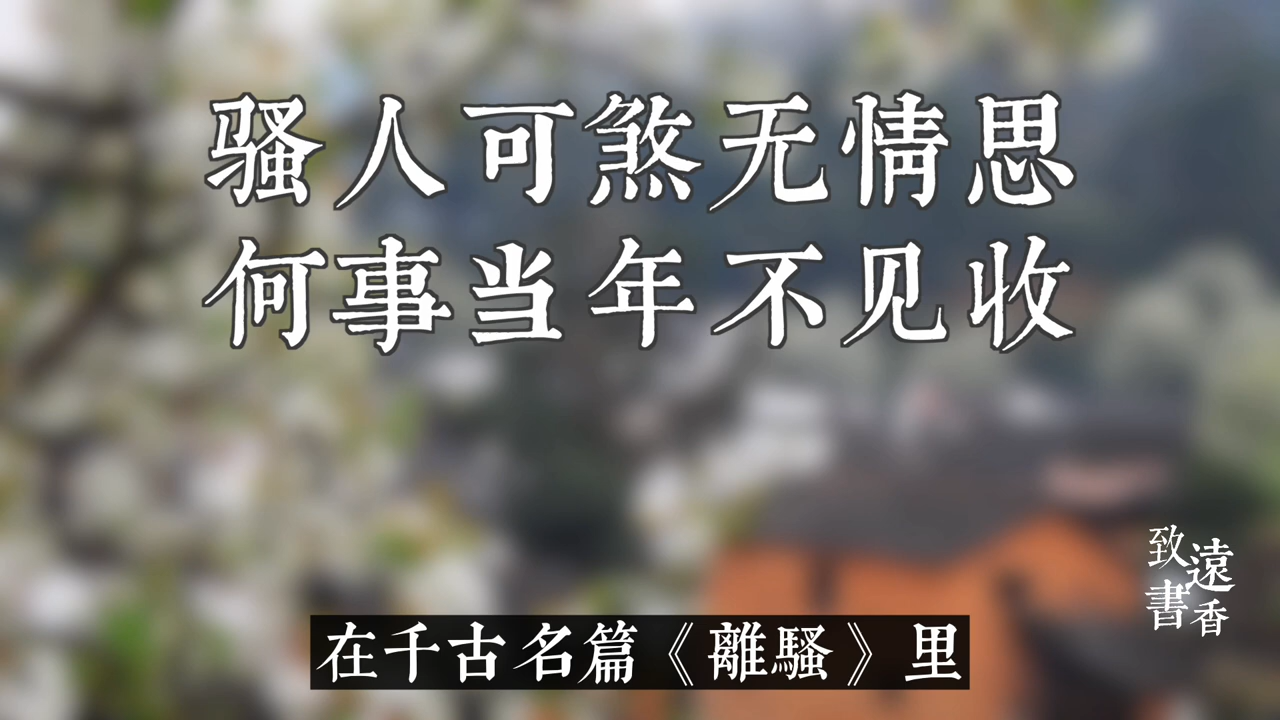 骚人可煞无情思
何事当年不见收
致遠
書香
在千古名篇《離騷》里